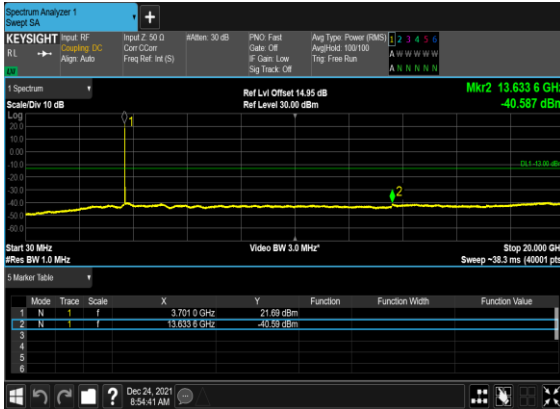 Spectrum Analyzer 1
Swept SA
+
KEYSIGHT Input: RF Input Z: 50 Ω #Atten: 30 dB PNO: Fast Avg Type: Power (RMS) 1 2 3 4 5 6
RL Coupling: DC Corr CCorr Gate: Off Avg|Hold: 100/100 A W W W W W
Align: Auto Freq Ref: Int (S) IF Gain: Low Trig: Free Run
Sig Track: Off A N N N N N
1 Spectrum Ref Lvl Offset 14.95 dB Mkr2 13.633 6 GHz
Scale/Div 10 dB Ref Level 30.00 dBm -40.587 dBm
Log
20.0
10.0
0.00
-10.0
DL1 -13.00 dBm
-20.0
-30.0
-40.0
-50.0
-60.0
1
2
Start 30 MHz Video BW 3.0 MHz* Stop 20.000 GHz
#Res BW 1.0 MHz Sweep ~38.3 ms (40001 pts)
5 Marker Table
Mode Trace Scale X Y Function Function Width Function Value
1 N 1 f 3.701 0 GHz 21.69 dBm
2 N 1 f 13.633 6 GHz -40.59 dBm
3
4
5
6
? Dec 24, 2021
8:54:41 AM